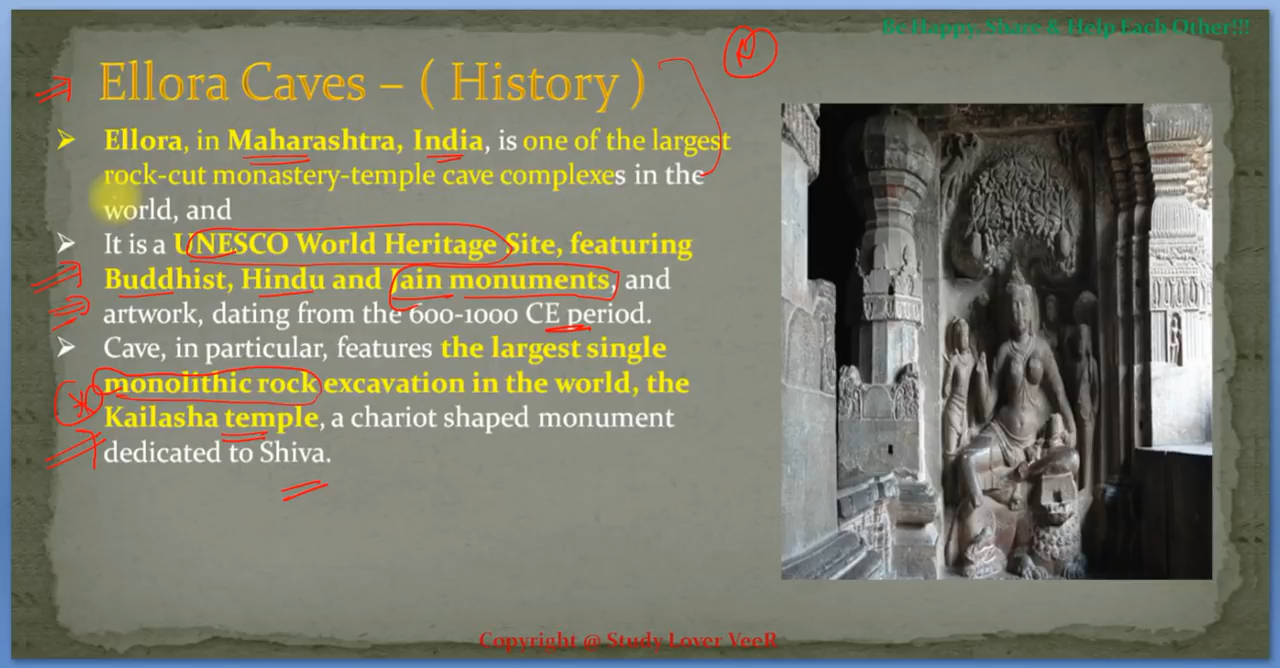 Be Happy, Share & Help Each Other!!!
Ellora Caves – ( History )
Ellora, in Maharashtra, India, is one of the largest
rock-cut monastery-temple cave complexes in the
world, and
It is a UNESCO World Heritage Site, featuring
Buddhist, Hindu and Jain monuments, and
artwork, dating from the 600-1000 CE period.
Cave, in particular, features the largest single
monolithic rock excavation in the world, the
Kailasha temple, a chariot shaped monument
dedicated to Shiva.
Copyright @ Study Lover VeeR